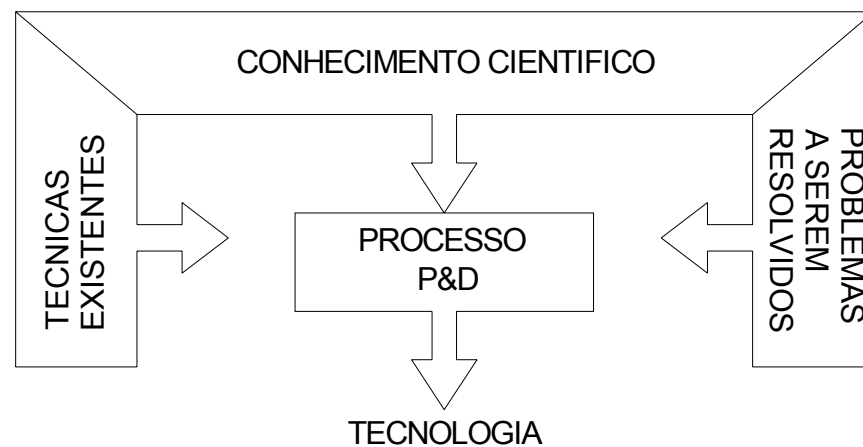 CONHECIMENTO CIENTIFICO
TECNICAS
EXISTENTES
PROBLEMAS
A SEREM
RESOLVIDOS
PROCESSO
P&D
TECNOLOGIA